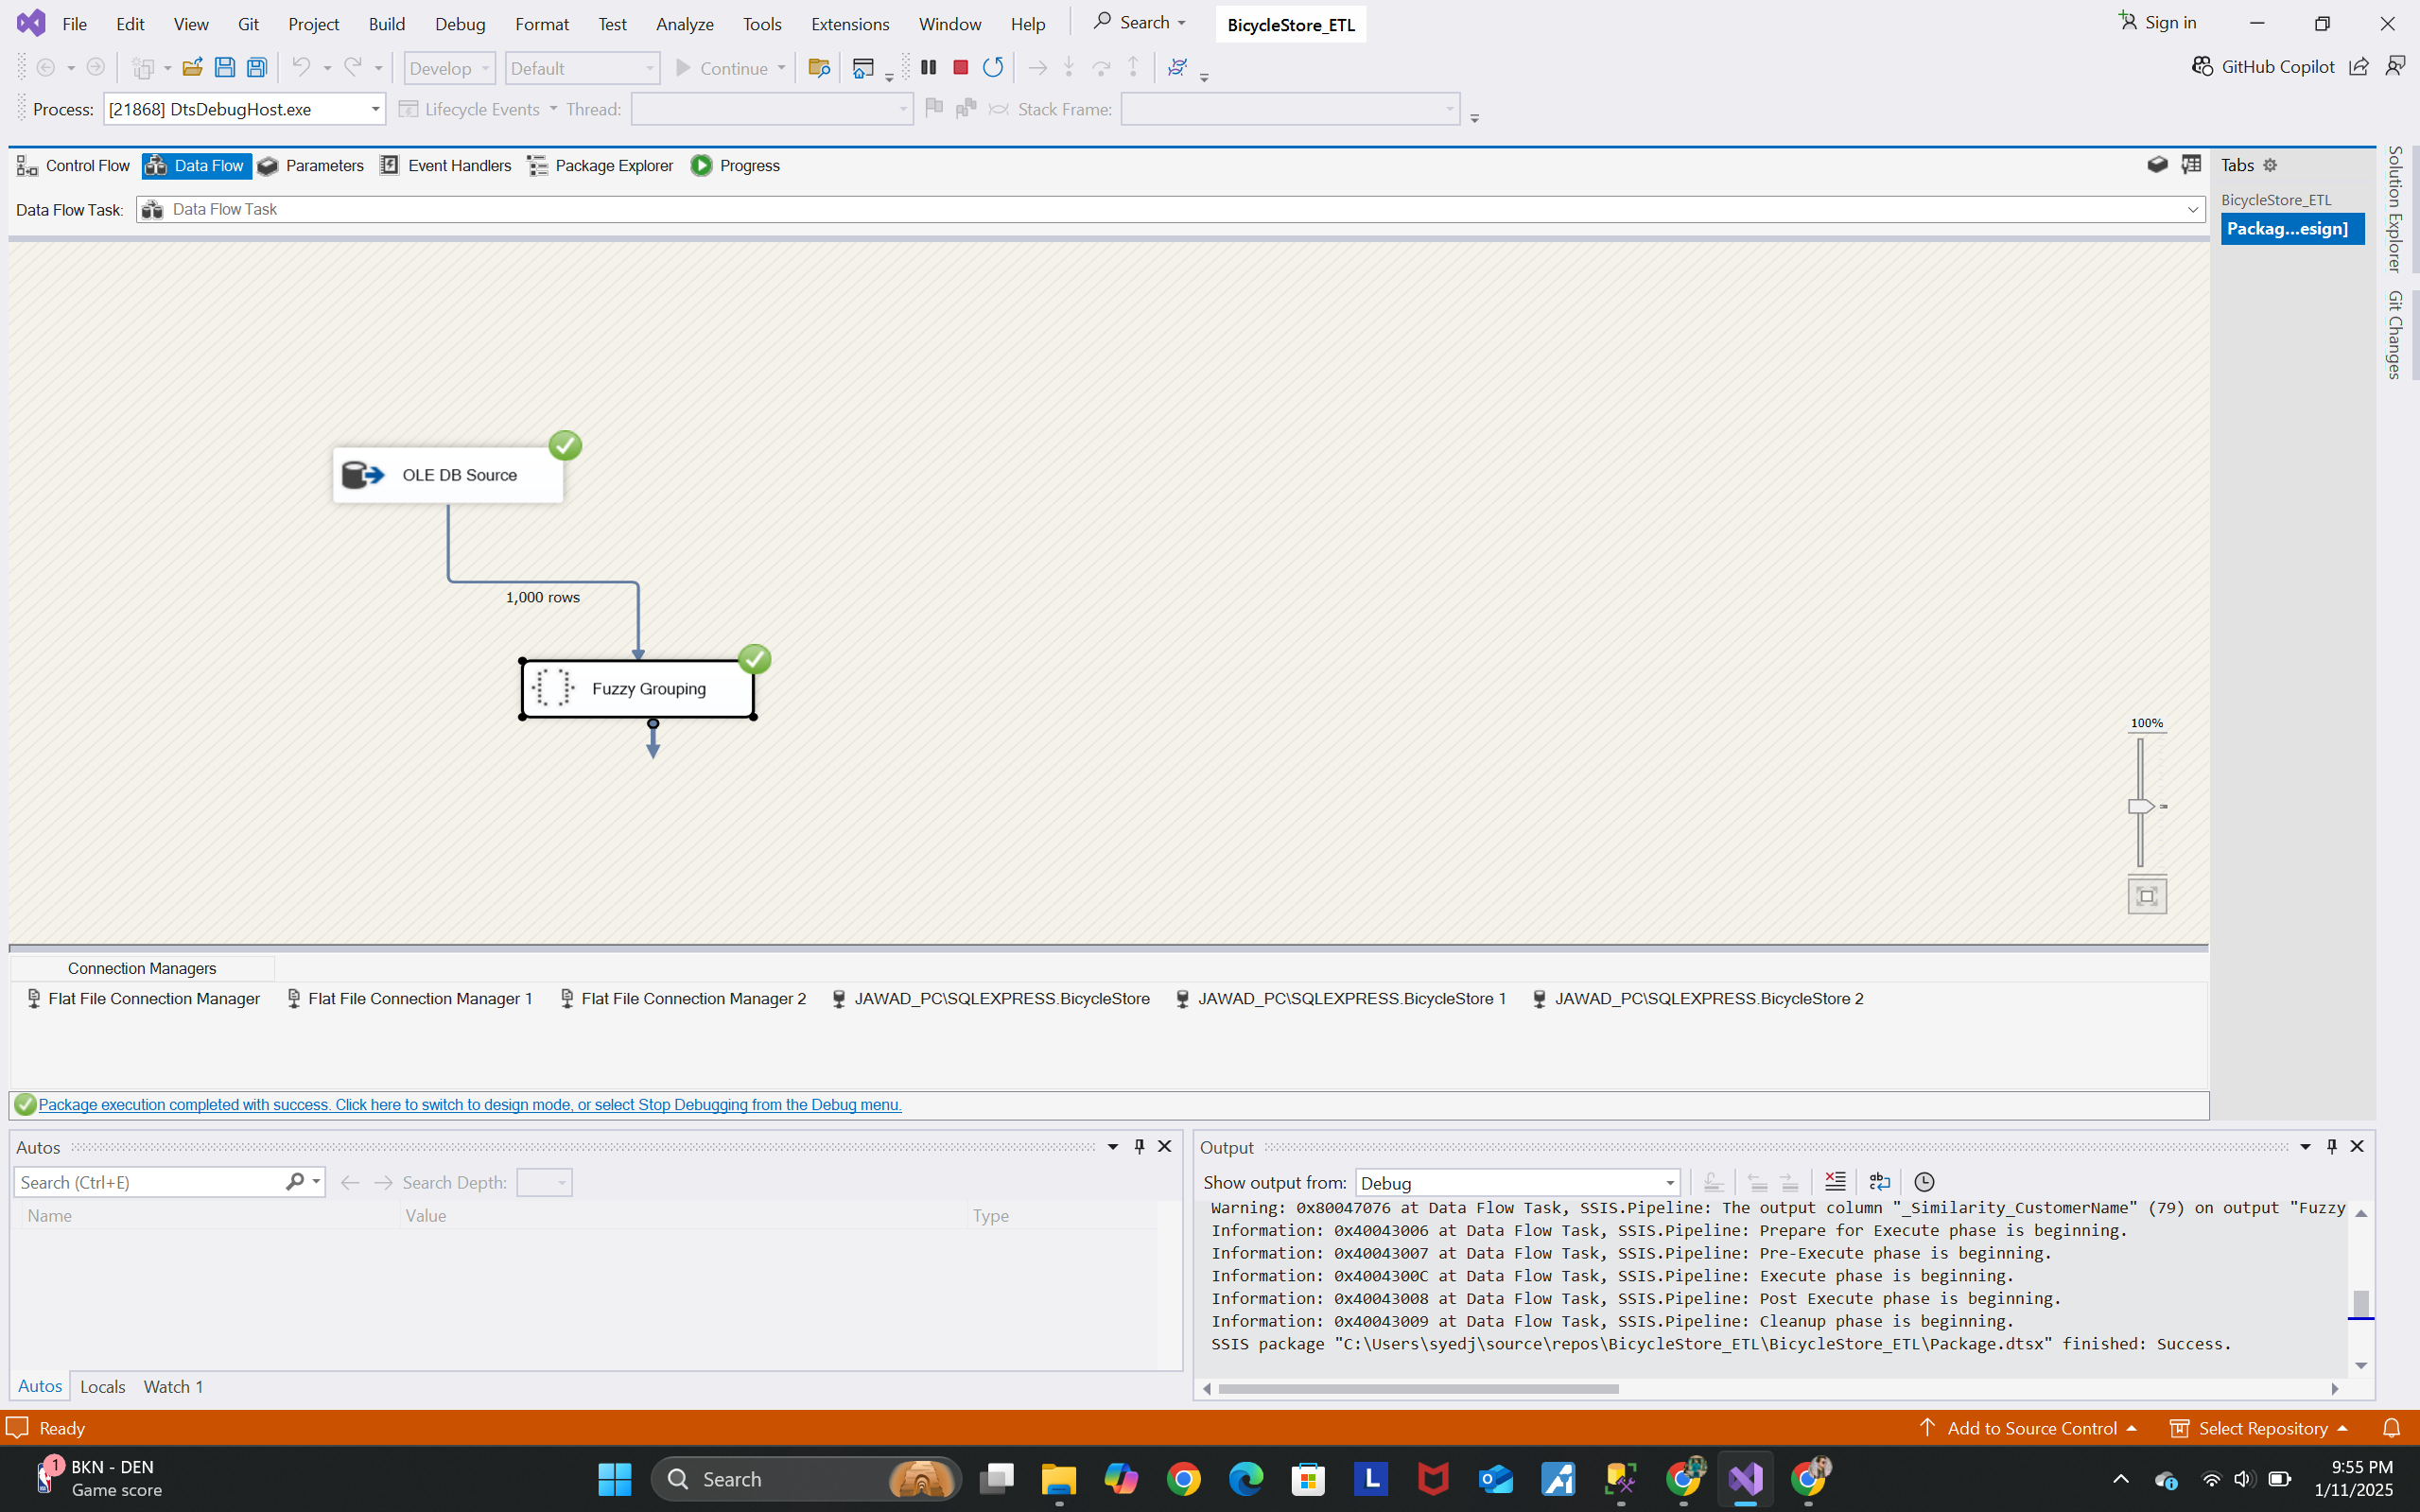 File Edit View Git Project Build Debug Format Test Analyze Tools Extensions Window Help Search BicycleStore_ETL Sign in
Develop Default Continue GitHub Copilot
Process: [21868] DtsDebugHost.exe Lifecycle Events Thread: Stack Frame:
Control Flow Data Flow Parameters Event Handlers Package Explorer Progress
Data Flow Task: Data Flow Task
Tabs
BicycleStore_ETL
Packag...esign]
Solution Explorer
Git Changes
OLE DB Source
1,000 rows
Fuzzy Grouping
100%
Connection Managers
Flat File Connection Manager Flat File Connection Manager 1 Flat File Connection Manager 2 JAWAD_PC\SQLEXPRESS.BicycleStore JAWAD_PC\SQLEXPRESS.BicycleStore 1 JAWAD_PC\SQLEXPRESS.BicycleStore 2
Package execution completed with success. Click here to switch to design mode, or select Stop Debugging from the Debug menu.
Autos
Search (Ctrl+E) Search Depth:
Name Value Type
Autos Locals Watch 1
Output
Show output from: Debug
Warning: 0x80047076 at Data Flow Task, SSIS.Pipeline: The output column "_Similarity_CustomerName" (79) on output "Fuzzy
Information: 0x40043006 at Data Flow Task, SSIS.Pipeline: Prepare for Execute phase is beginning.
Information: 0x40043007 at Data Flow Task, SSIS.Pipeline: Pre-Execute phase is beginning.
Information: 0x4004300C at Data Flow Task, SSIS.Pipeline: Execute phase is beginning.
Information: 0x40043008 at Data Flow Task, SSIS.Pipeline: Post Execute phase is beginning.
Information: 0x40043009 at Data Flow Task, SSIS.Pipeline: Cleanup phase is beginning.
SSIS package "C:\Users\syedj\source\repos\BicycleStore_ETL\BicycleStore_ETL\Package.dtsx" finished: Success.
Ready Add to Source Control Select Repository
1 BKN - DEN
Game score
Search
L
9:55 PM
1/11/2025